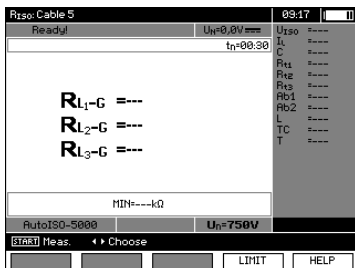 RISO: Cable 5 09:17
Ready! UN=0,0V
tn=00:30
UISO =---
IL =---
C =---
Rt1 =---
Rt2 =---
Rt3 =---
Ab1 =---
Ab2 =---
L =---
TC =---
T =---
RL1-G =---
RL2-G =---
RL3-G =---
MIN=---kΩ
AutoISO-5000 Un=750V
START Meas. Choose
LIMIT HELP